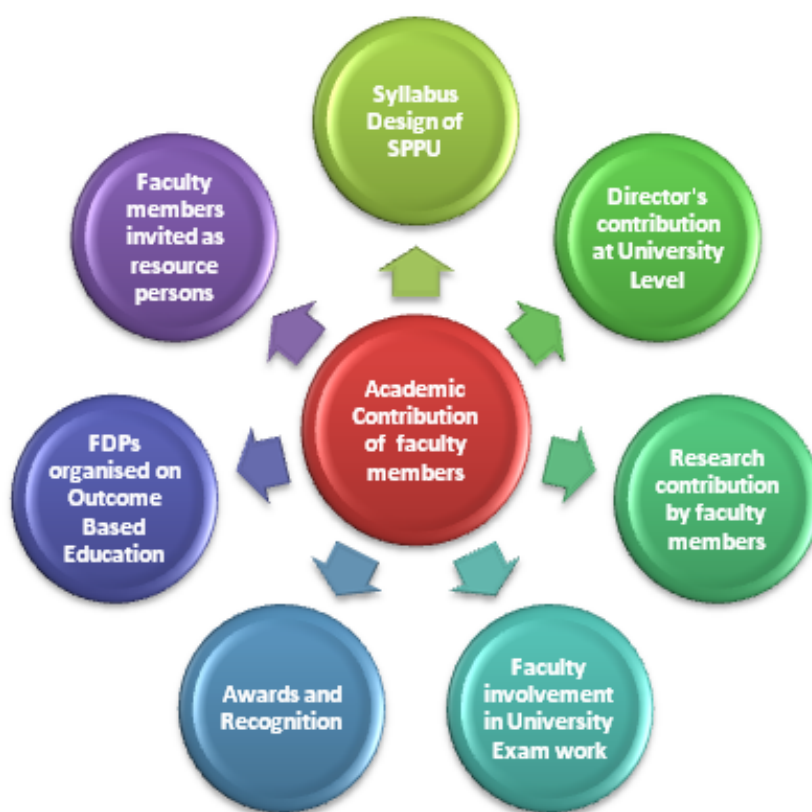 Syllabus
Design of
SPPU
Director's
contribution
at University
Level
Research
contribution
by faculty
members
Faculty
involvement
in University
Exam work
Awards and
Recognition
FDPs
organised on
Outcome
Based
Education
Faculty
members
invited as
resource
persons
Academic
Contribution
of faculty
members